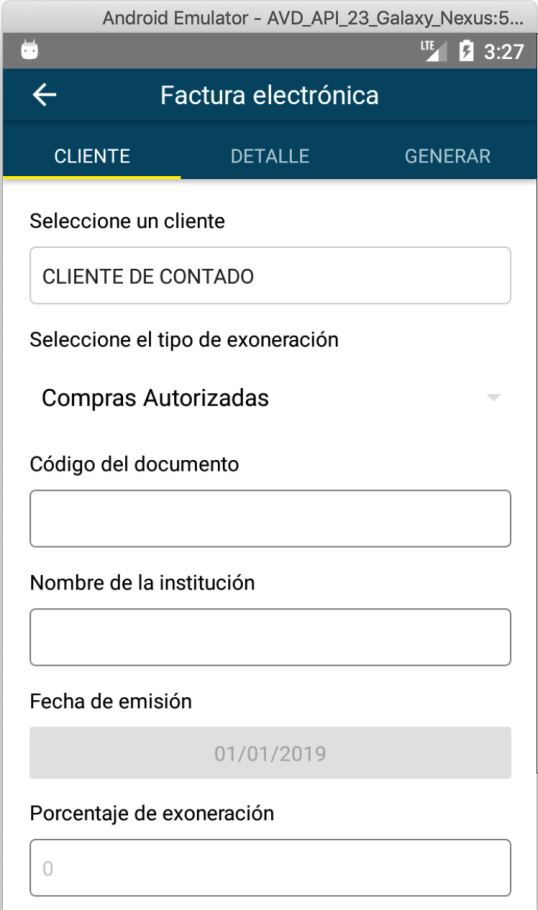 Android Emulator - AVD_API_23_Galaxy_Nexus:5...
LTE 3:27
Factura electrónica
CLIENTE DETALLE GENERAR
Seleccione un cliente
CLIENTE DE CONTADO
Seleccione el tipo de exoneración
Compras Autorizadas
Código del documento
Nombre de la institución
Fecha de emisión
01/01/2019
Porcentaje de exoneración
0